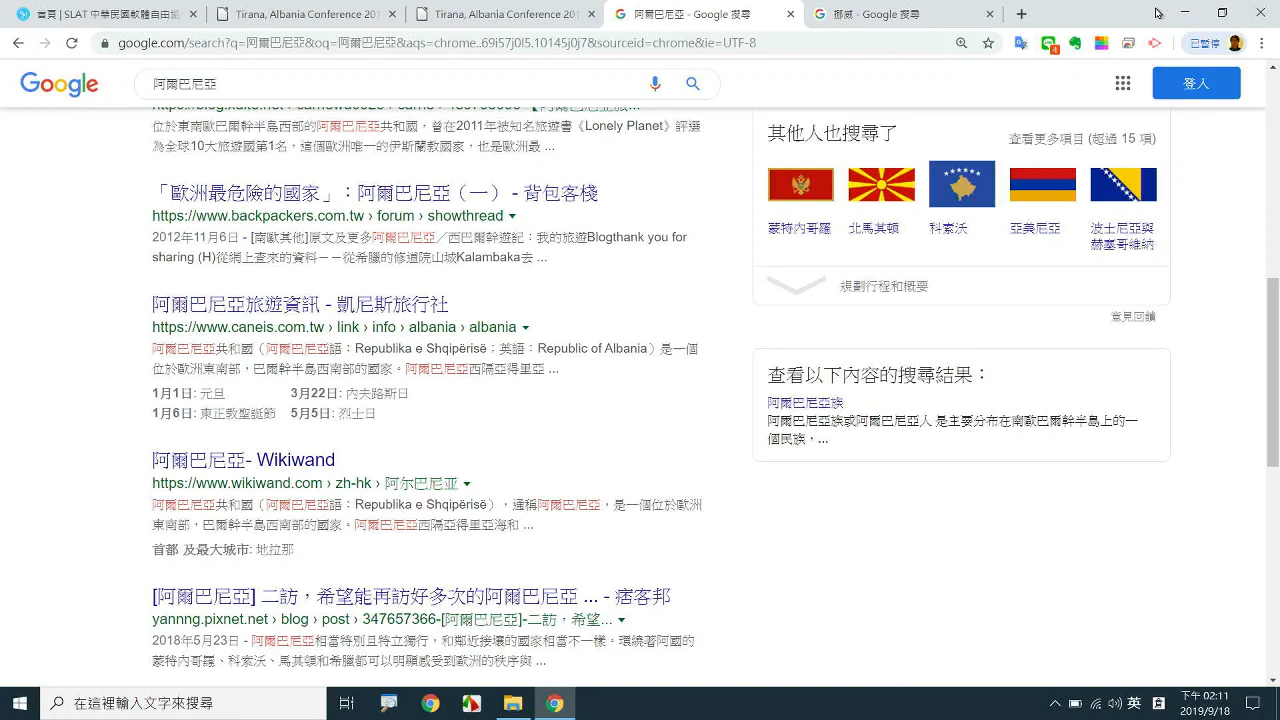 首頁 | SLAT 中華民國軟體自由協
Tirana, Albania Conference 201
Tirana, Albania Conference 201
阿爾巴尼亞 - Google 搜尋
挪威 - Google 搜尋
google.com/search?q=阿爾巴尼亞&oq=阿爾巴尼亞&aqs=chrome..69i57j0l5.10145j0j7&sourceid=chrome&ie=UTF-8
4
已暫停
Google
阿爾巴尼亞
登入
位於東南歐巴爾幹半島西部的阿爾巴尼亞共和國，曾在2011年被知名旅遊書《Lonely Planet》評選
為全球10大旅遊國第1名，這個歐洲唯一的伊斯蘭教國家，也是歐洲最 ...
「歐洲最危險的國家」：阿爾巴尼亞（一） - 背包客棧
https://www.backpackers.com.tw › forum › showthread
2012年11月6日 - [南歐其他]原文及更多阿爾巴尼亞／西巴爾幹遊記：我的旅遊Blogthank you for
sharing (H)從網上查來的資料－－從希臘的修道院山城Kalambaka去 ...
阿爾巴尼亞旅遊資訊 - 凱尼斯旅行社
https://www.caneis.com.tw › link › info › albania › albania
阿爾巴尼亞共和國（阿爾巴尼亞語：Republika e Shqipërisë；英語：Republic of Albania）是一個
位於歐洲東南部，巴爾幹半島西南部的國家。阿爾巴尼亞西隔亞得里亞 ...
1月1日: 元旦 3月22日: 內夫路斯日
1月6日: 東正教聖誕節 5月5日: 烈士日
阿爾巴尼亞- Wikiwand
https://www.wikiwand.com › zh-hk › 阿尔巴尼亚
阿爾巴尼亞共和國（阿爾巴尼亞語：Republika e Shqipërisë），通稱阿爾巴尼亞，是一個位於歐洲
東南部，巴爾幹半島西南部的國家。阿爾巴尼亞西隔亞得里亞海和 ...
首都 及最大城市: 地拉那
[阿爾巴尼亞] 二訪，希望能再訪好多次的阿爾巴尼亞 ... - 痞客邦
yannng.pixnet.net › blog › post › 347657366-[阿爾巴尼亞]-二訪，希望...
2018年5月23日 - 阿爾巴尼亞相當特別且特立獨行，和鄰近接壤的國家相當不一樣。環繞著阿國的
蒙特內哥羅、科索沃、馬其頓和希臘都可以明顯感受到歐洲的秩序與 ...
其他人也搜尋了
查看更多項目 (超過 15 項)
蒙特內哥羅
北馬其頓
科索沃
亞美尼亞
波士尼亞與
赫塞哥維納
規劃行程和概要
意見回饋
查看以下內容的搜尋結果：
阿爾巴尼亞族
阿爾巴尼亞族或阿爾巴尼亞人 是主要分布在南歐巴爾幹半島上的一
個民族，...
在這裡輸入文字來搜尋
英
下午 02:11
2019/9/18